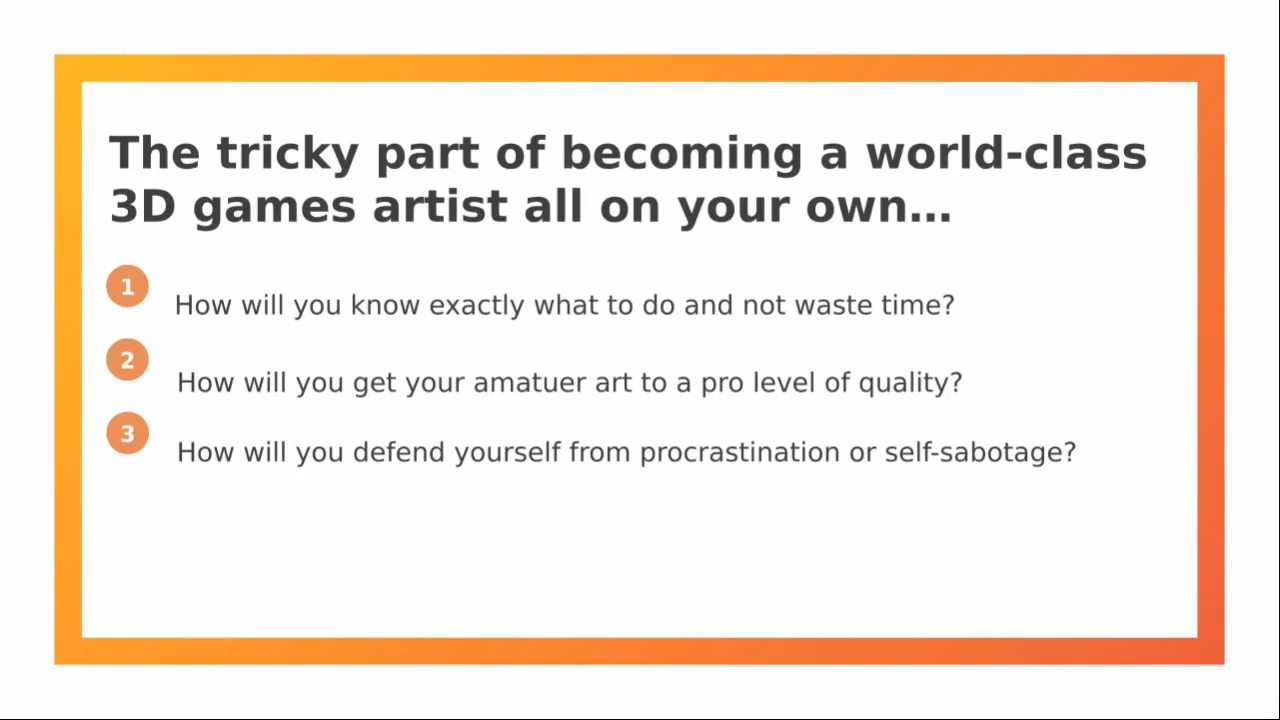 The tricky part of becoming a world-class
3D games artist all on your own...
1 How will you know exactly what to do and not waste time?
2 How will you get your amatuer art to a pro level of quality?
3 How will you defend yourself from procrastination or self-sabotage?